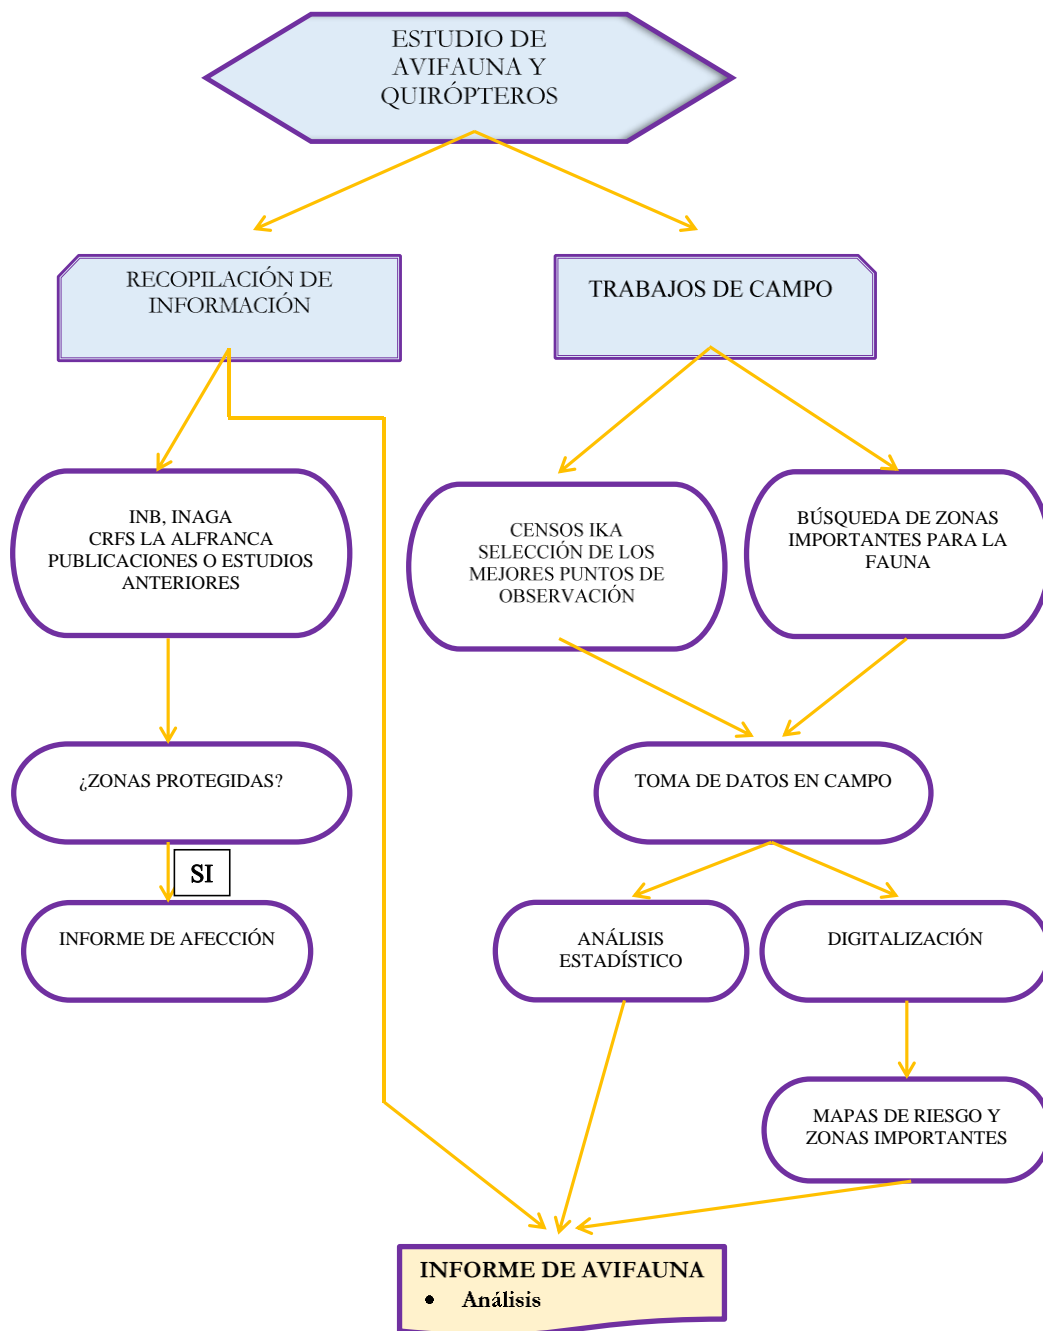 ESTUDIO DE
AVIFAUNA Y
QUIRÓPTEROS
RECOPILACIÓN DE
INFORMACIÓN
TRABAJOS DE CAMPO
INB, INAGA
CRFS LA ALFRANCA
PUBLICACIONES O ESTUDIOS
ANTERIORES
CENSOS IKA
SELECCIÓN DE LOS
MEJORES PUNTOS DE
OBSERVACIÓN
BÚSQUEDA DE ZONAS
IMPORTANTES PARA LA
FAUNA
¿ZONAS PROTEGIDAS?
TOMA DE DATOS EN CAMPO
SI
INFORME DE AFECCIÓN
ANÁLISIS
ESTADÍSTICO
DIGITALIZACIÓN
MAPAS DE RIESGO Y
ZONAS IMPORTANTES
INFORME DE AVIFAUNA
• Análisis